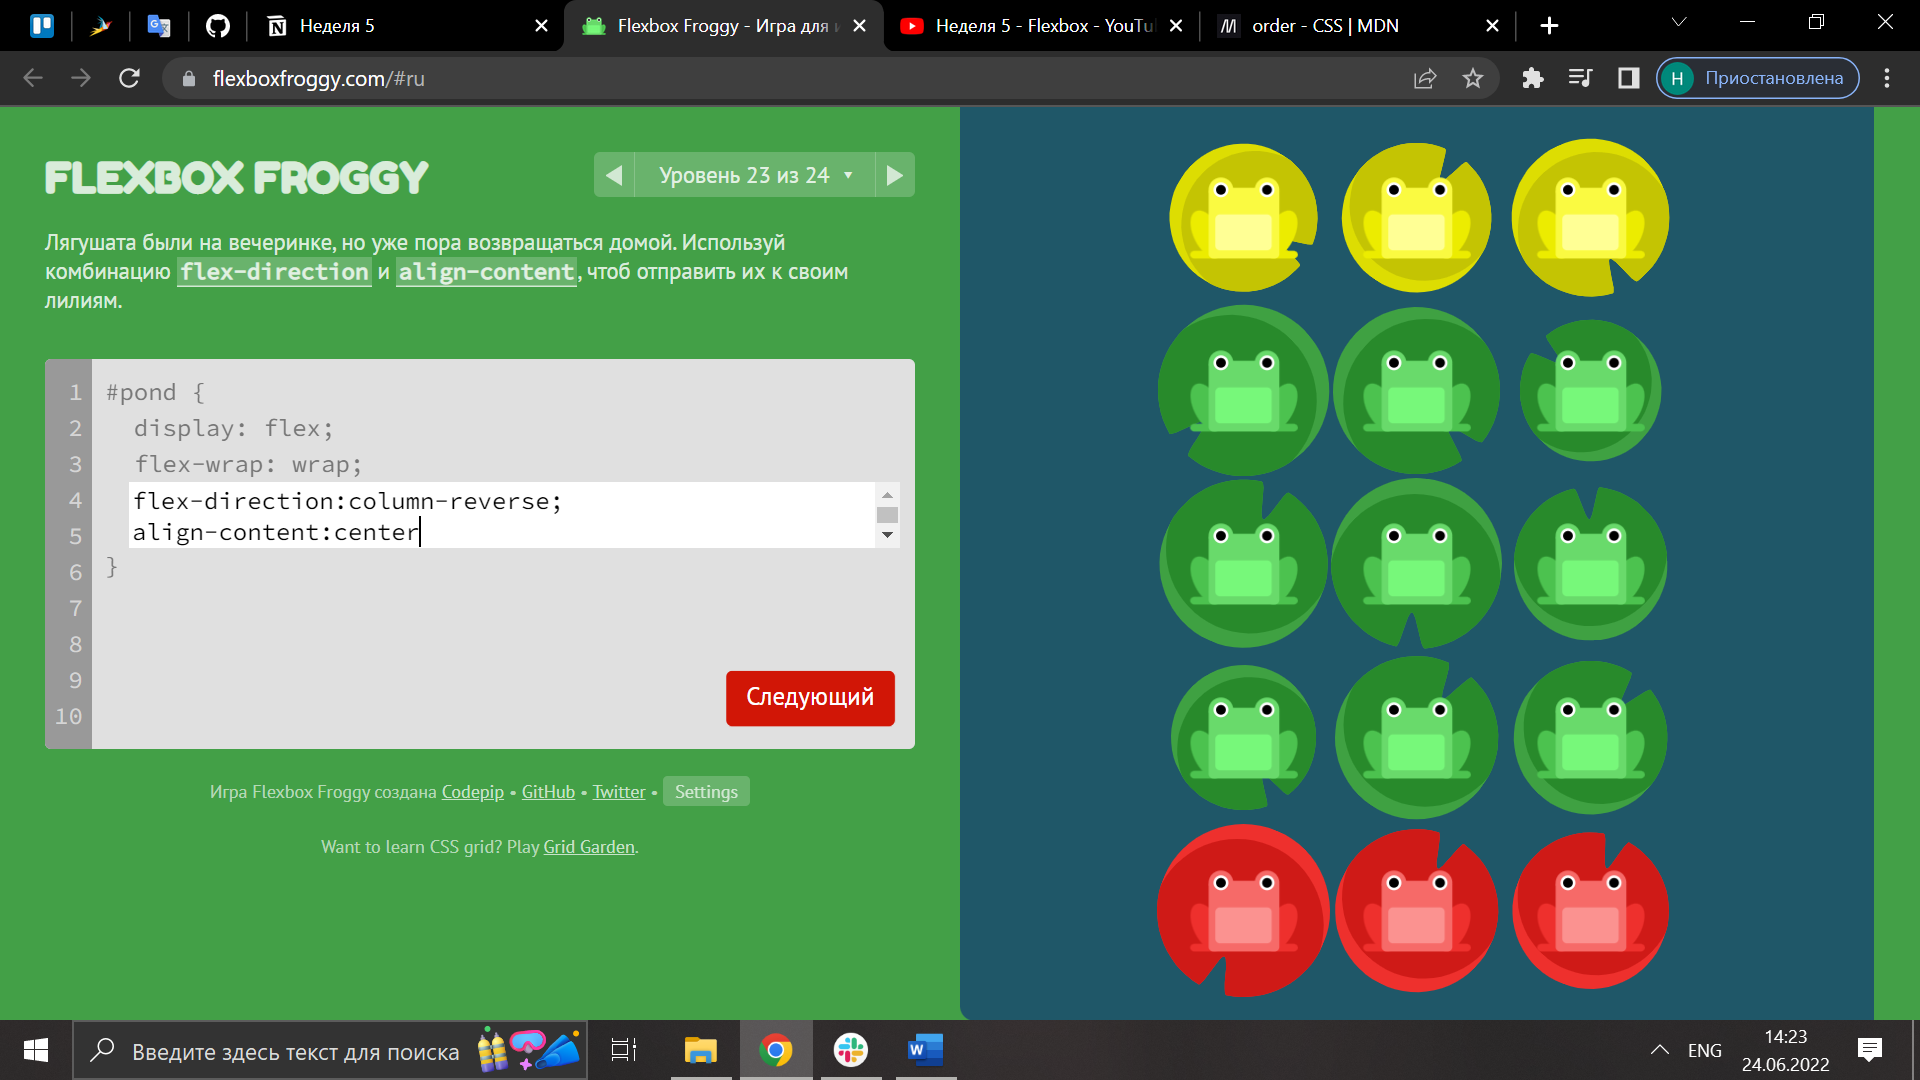 Неделя 5
Flexbox Froggy - Игра для
Неделя 5 - Flexbox - YouTu
order - CSS | MDN
flexboxfroggy.com/#ru
Н Приостановлена
FLEXBOX FROGGY
Уровень 23 из 24
Лягушата были на вечеринке, но уже пора возвращаться домой. Используй
комбинацию flex-direction и align-content, чтоб отправить их к своим
лилиям.
1 #pond {
2 display: flex;
3 flex-wrap: wrap;
4 flex-direction:column-reverse;
5 align-content:center
6 }
7
8
9
10
Следующий
Игра Flexbox Froggy создана Codepip • GitHub • Twitter • Settings
Want to learn CSS grid? Play Grid Garden.
Введите здесь текст для поиска
ENG
14:23
24.06.2022